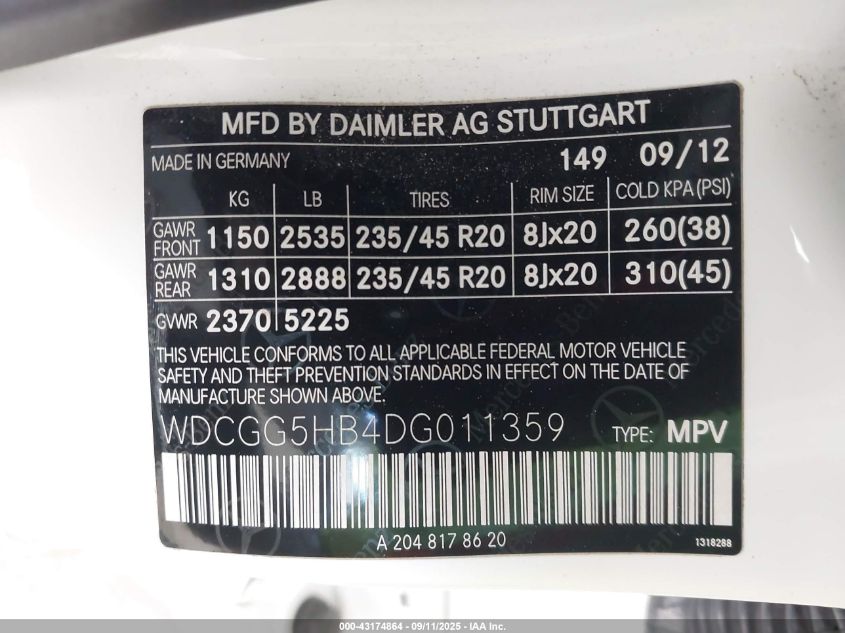 MFD BY DAIMLER AG STUTTGART
MADE IN GERMANY 149 09/12
KG LB TIRES RIM SIZE COLD KPA (PSI)
GAWR FRONT 1150 2535 235/45 R20 8Jx20 260(38)
GAWR REAR 1310 2888 235/45 R20 8Jx20 310(45)
GVWR 2370 5225
THIS VEHICLE CONFORMS TO ALL APPLICABLE FEDERAL MOTOR VEHICLE
SAFETY AND THEFT PREVENTION STANDARDS IN EFFECT ON THE DATE OF
MANUFACTURE SHOWN ABOVE.
WDCGG5HB4DG011359 TYPE: MPV
A 204 817 86 20 1318288
000-43174864 - 09/11/2025 - IAA Inc.